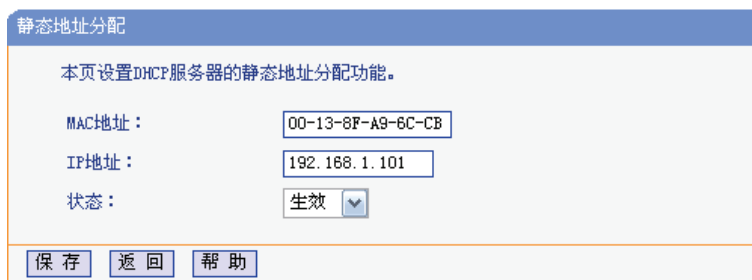 静态地址分配
本页设置DHCP服务器的静态地址分配功能。
MAC地址： 00-13-8F-A9-6C-CB
IP地址： 192.168.1.101
状态： 生效
保 存 返 回 帮 助